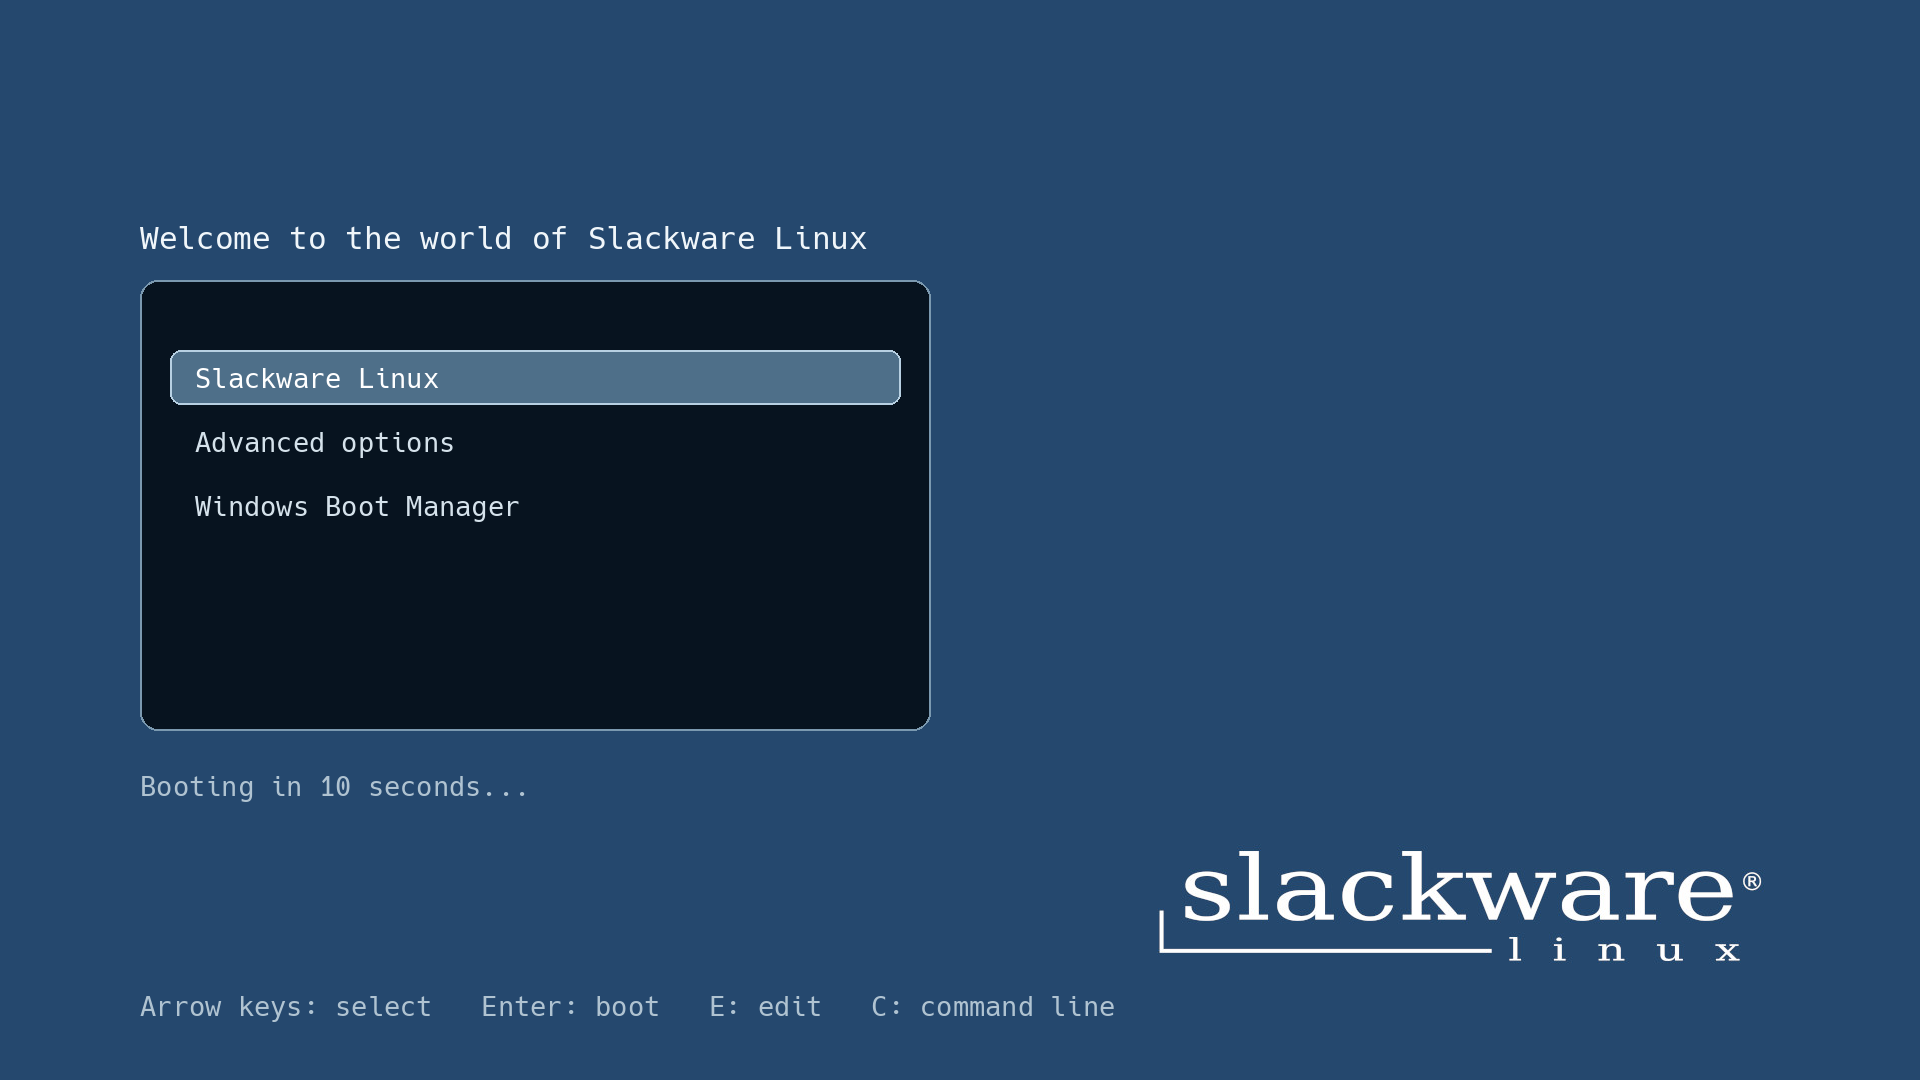 Welcome to the world of Slackware Linux
Slackware Linux
Advanced options
Windows Boot Manager
Booting in 10 seconds...
slackware®
linux
Arrow keys: select   Enter: boot   E: edit   C: command line